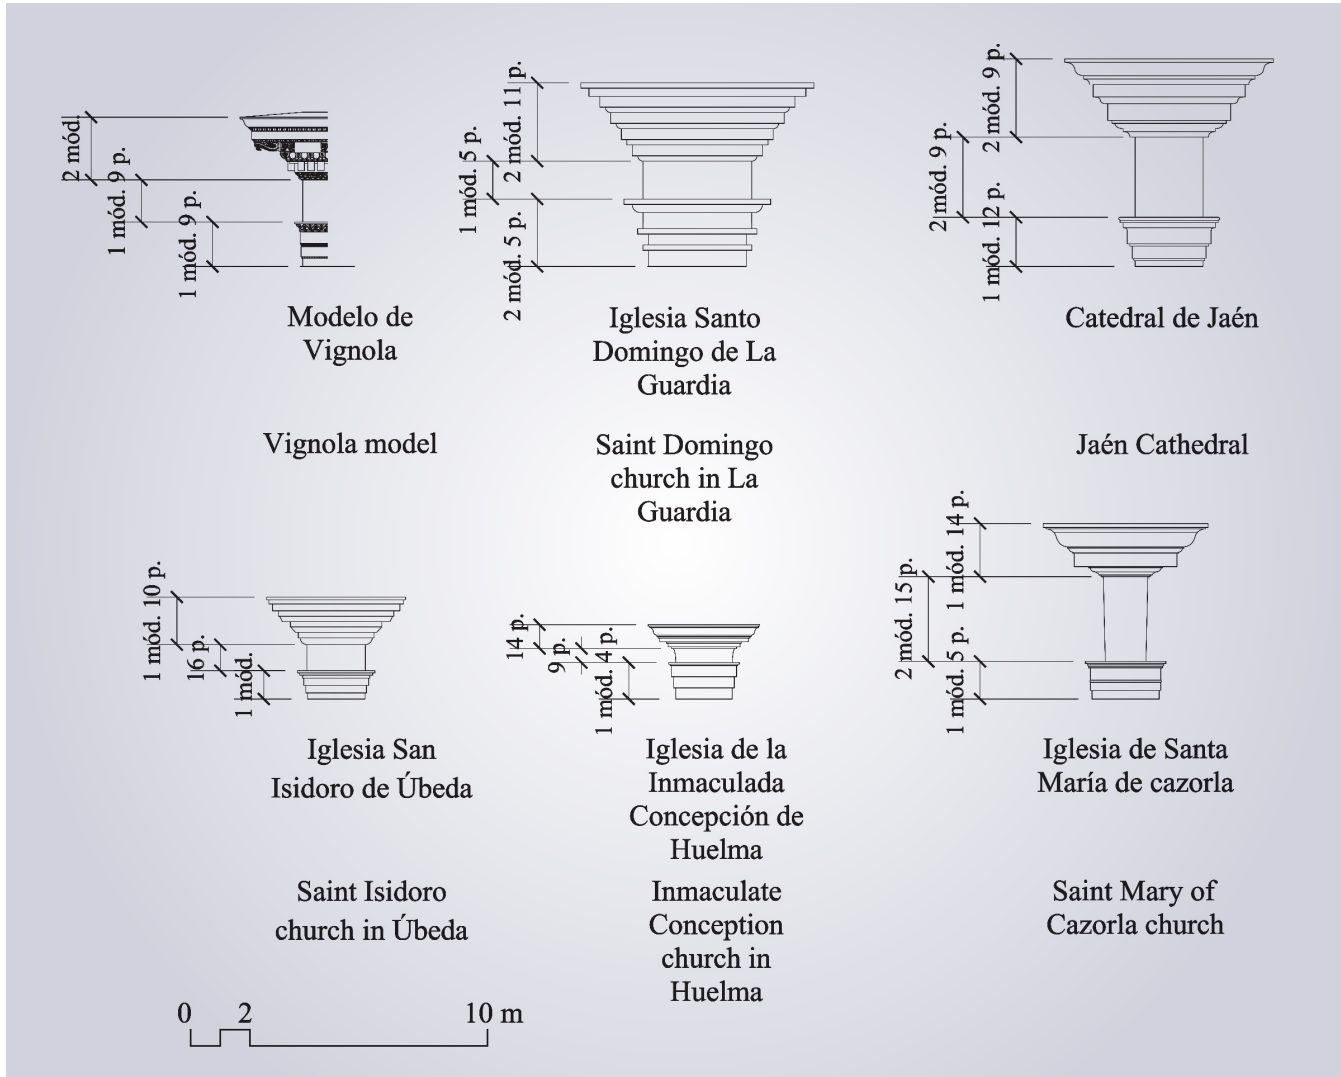 2 mód.
1 mód. 9 p.
1 mód. 9 p.
Modelo de
Vignola
Vignola model
2 mód. 11 p.
1 mód. 5 p.
2 mód. 5 p.
Iglesia Santo
Domingo de La
Guardia
Saint Domingo
church in La
Guardia
2 mód. 9 p.
2 mód. 9 p.
1 mód. 12 p.
Catedral de Jaén
Jaén Cathedral
1 mód. 10 p.
16 p.
1 mód.
Iglesia San
Isidoro de Úbeda
Saint Isidoro
church in Úbeda
14 p.
9 p.
1 mód. 4 p.
Iglesia de la
Inmaculada
Concepción de
Huelma
Inmaculate
Conception
church in
Huelma
1 mód. 14 p.
2 mód. 15 p.
1 mód. 5 p.
Iglesia de Santa
María de cazorla
Saint Mary of
Cazorla church
0 2 10 m